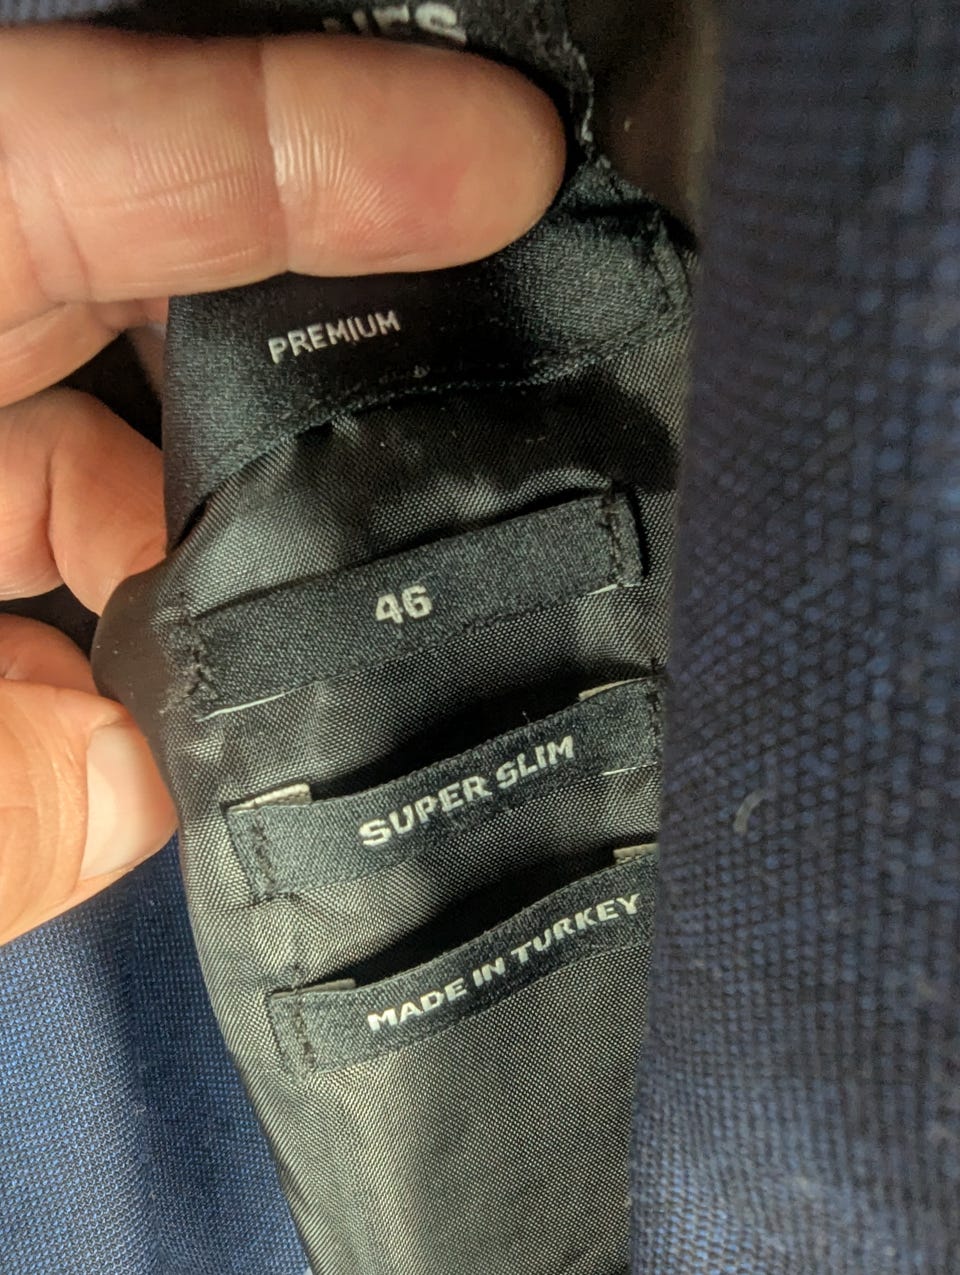 PREMIUM
46
SUPER SLIM
MADE IN TURKEY